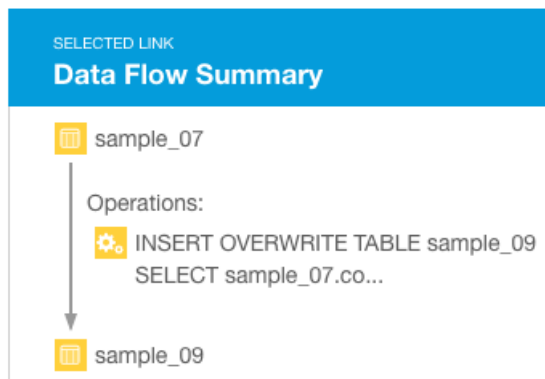 SELECTED LINK
Data Flow Summary
sample_07
Operations:
INSERT OVERWRITE TABLE sample_09
SELECT sample_07.co...
sample_09